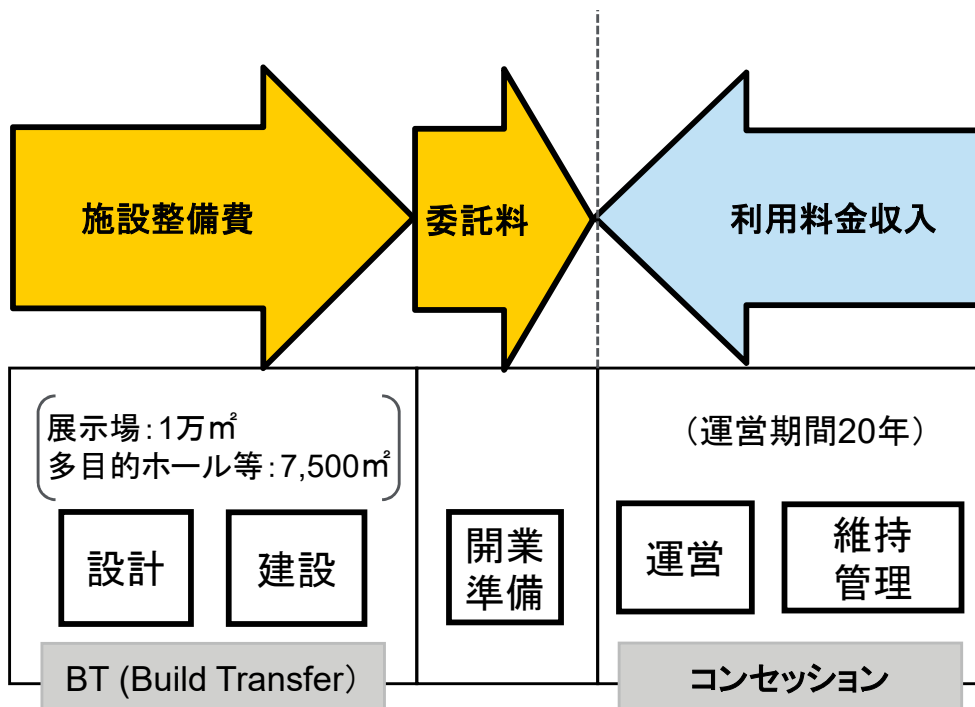 施設整備費
委託料
利用料金収入
展示場：1万㎡
多目的ホール等：7,500㎡
（運営期間20年）
設計
建設
開業
準備
運営
維持
管理
BT (Build Transfer）
コンセッション